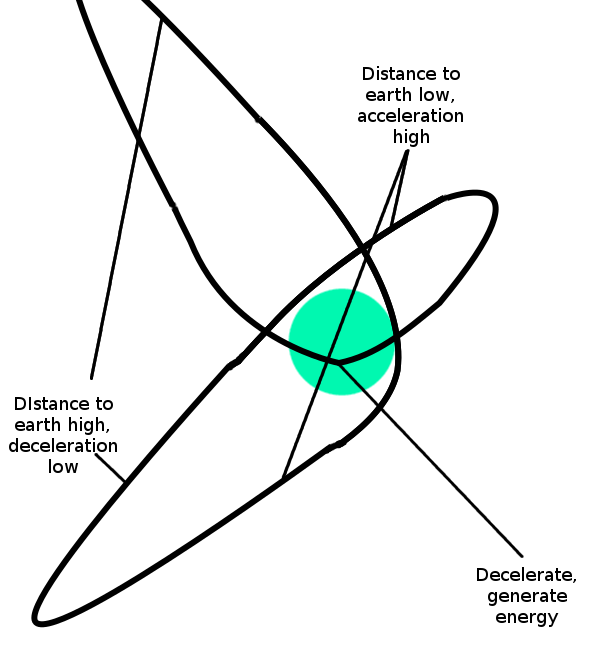 Distance to
earth low,
acceleration
high
DIstance to
earth high,
deceleration
low
Decelerate,
generate
energy